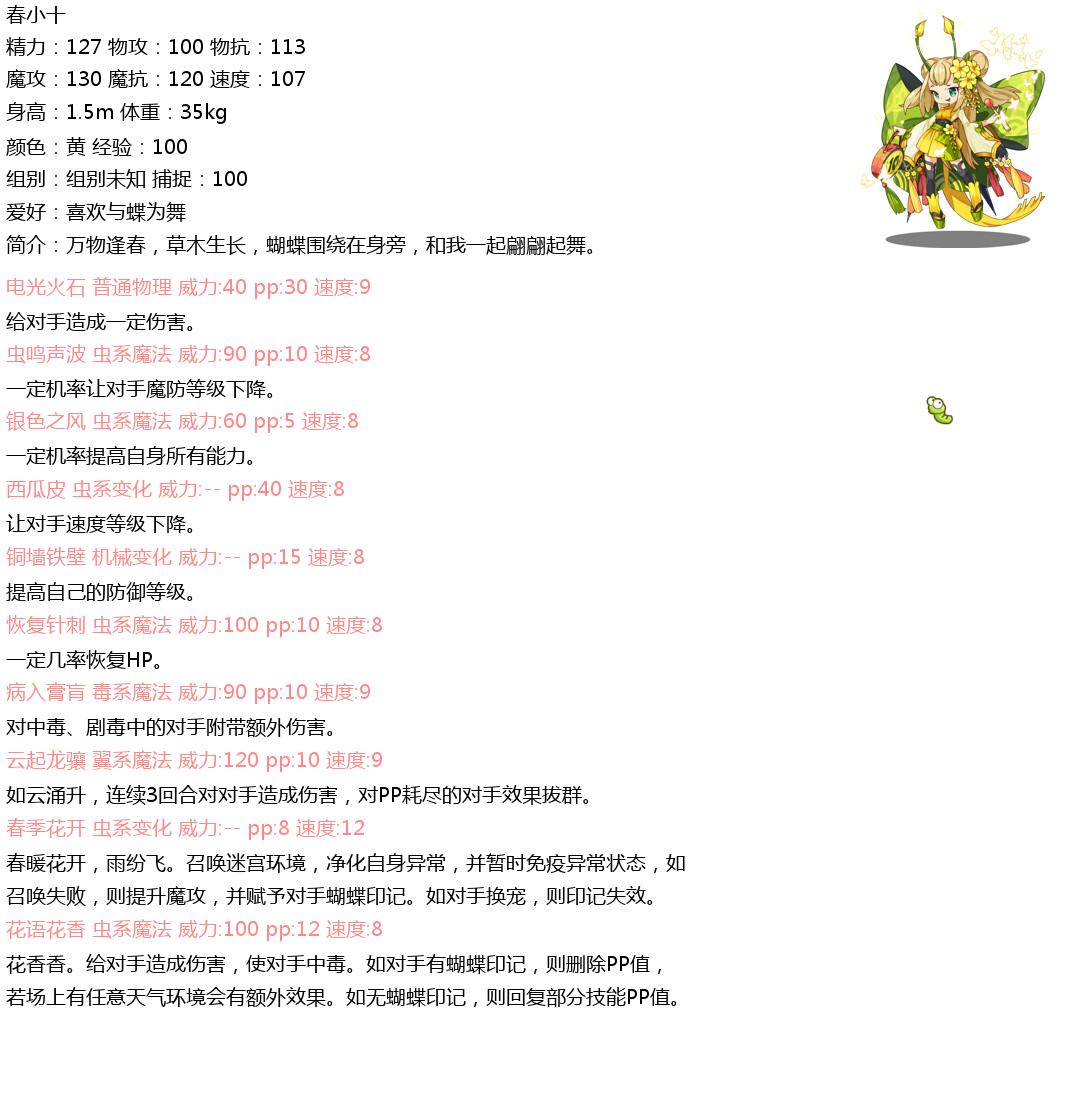 春小十
精力：127 物攻：100 物抗：113
魔攻：130 魔抗：120 速度：107
身高：1.5m 体重：35kg
颜色：黄 经验：100
组别：组别未知 捕捉：100
爱好：喜欢与蝶为舞
简介：万物逢春，草木生长，蝴蝶围绕在身旁，和我一起翩翩起舞。
电光火石 普通物理 威力:40 pp:30 速度:9
给对手造成一定伤害。
虫鸣声波 虫系魔法 威力:90 pp:10 速度:8
一定机率让对手魔防等级下降。
银色之风 虫系魔法 威力:60 pp:5 速度:8
一定机率提高自身所有能力。
西瓜皮 虫系变化 威力:-- pp:40 速度:8
让对手速度等级下降。
铜墙铁壁 机械变化 威力:-- pp:15 速度:8
提高自己的防御等级。
恢复针刺 虫系魔法 威力:100 pp:10 速度:8
一定几率恢复HP。
病入膏肓 毒系魔法 威力:90 pp:10 速度:9
对中毒、剧毒中的对手附带额外伤害。
云起龙骧 翼系魔法 威力:120 pp:10 速度:9
如云涌升，连续3回合对对手造成伤害，对PP耗尽的对手效果拔群。
春季花开 虫系变化 威力:-- pp:8 速度:12
春暖花开，雨纷飞。召唤迷宫环境，净化自身异常，并暂时免疫异常状态，如
召唤失败，则提升魔攻，并赋予对手蝴蝶印记。如对手换宠，则印记失效。
花语花香 虫系魔法 威力:100 pp:12 速度:8
花香香。给对手造成伤害，使对手中毒。如对手有蝴蝶印记，则删除PP值，
若场上有任意天气环境会有额外效果。如无蝴蝶印记，则回复部分技能PP值。